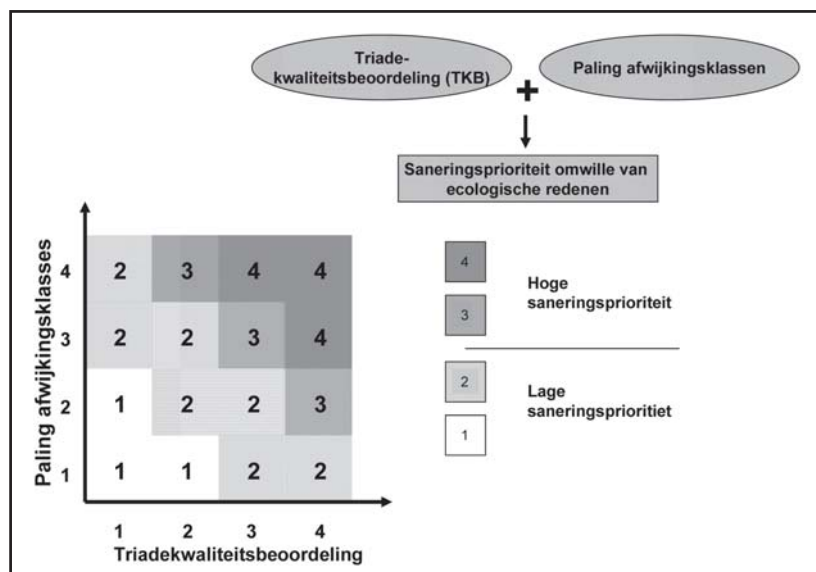 Triade-
kwaliteitsbeoordeling (TKB)
+
Paling afwijkingsklassen
Saneringsprioriteit omwille van
ecologische redenen
Paling afwijkingsklasses
4 2 3 4 4
3 2 2 3 4
2 1 2 2 3
1 1 1 2 2
1 2 3 4
Triadekwaliteitsbeoordeling
4
3
Hoge
saneringsprioriteit
2
1
Lage
saneringsprioritiet